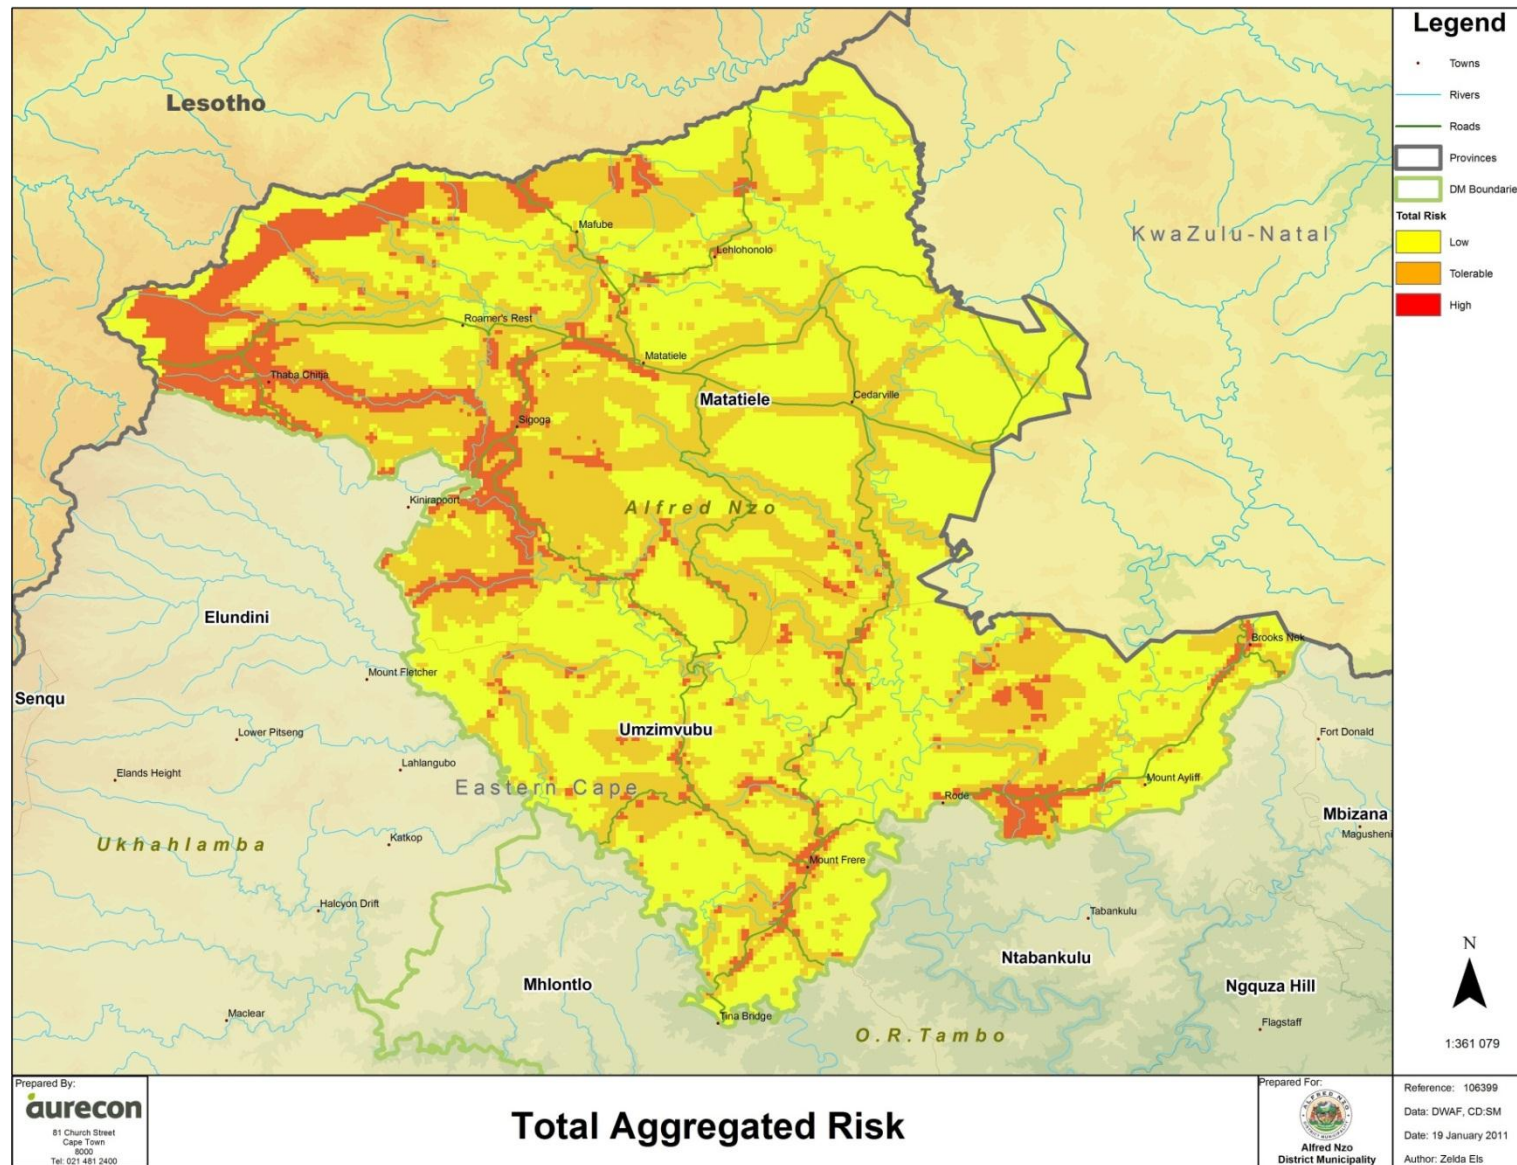 Legend
Towns
Rivers
Roads
Provinces
DM Boundarie
Total Risk
Low
Tolerable
High
Lesotho
KwaZulu-Natal
Mafube
Lehlohonolo
Roamer's Rest
Matatiele
Thaba Chitja
Matatiele
Cedarville
Sigoga
Kinirapoort
Alfred Nzo
Elundini
Brooks Nek
Mount Fletcher
Senqu
Umzimvubu
Lower Pitseng
Fort Donald
Lahlangubo
Elands Height
Eastern Cape
Mount Ayliff
Rode
Mbizana
Magusheni
Ukhahlamba
Katkop
Mount Frere
Halcyon Drift
Tabankulu
Ntabankulu
Mhlontlo
Ngquza Hill
Maclear
Tina Bridge
Flagstaff
O.R.Tambo
N
1:361 079
Prepared By:
aurecon
81 Church Street
Cape Town
8000
Tel: 021 481 2400
Total Aggregated Risk
Prepared For:
ALFRED NZO
DISTRICT MUNICIPALITY
Alfred Nzo
District Municipality
Reference: 106399
Data: DWAF, CD:SM
Date: 19 January 2011
Author: Zelda Els